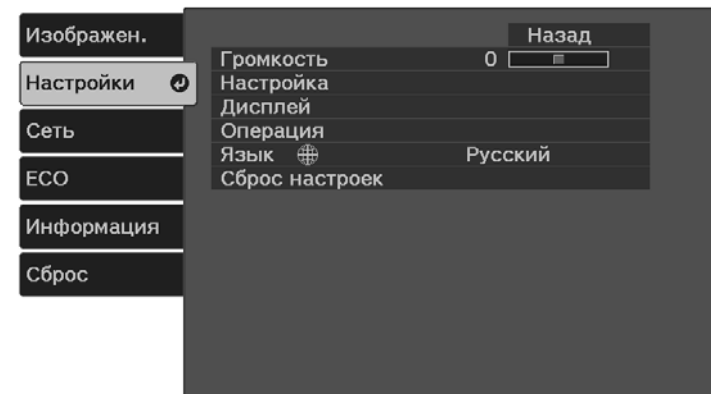 Изображен.
Настройки
Сеть
ECO
Информация
Сброс
Назад
Громкость 0
Настройка
Дисплей
Операция
Язык Русский
Сброс настроек